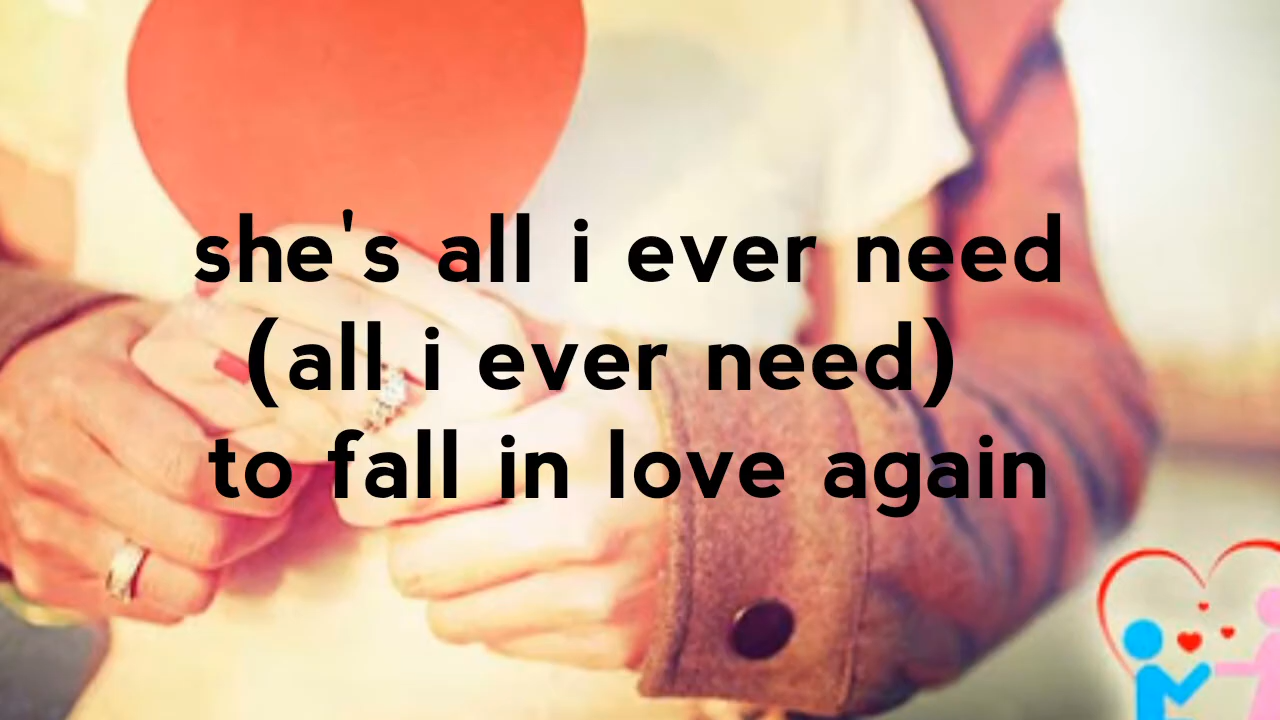 she's all i ever need
(all i ever need)
to fall in love again